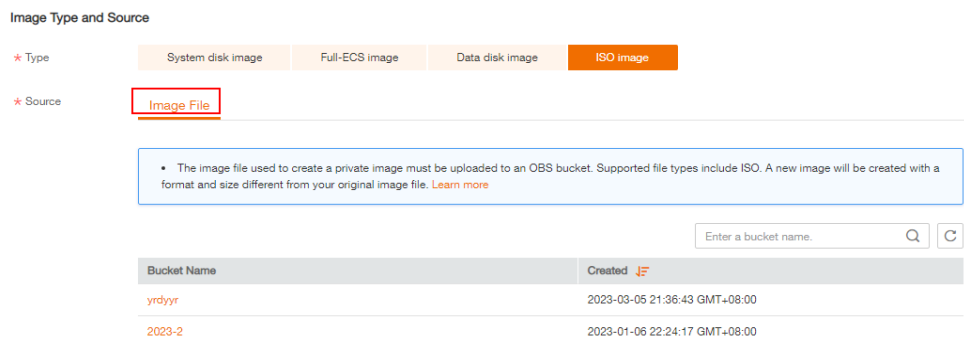 Image Type and Source
* Type System disk image Full-ECS image Data disk image ISO image
* Source Image File
• The image file used to create a private image must be uploaded to an OBS bucket. Supported file types include ISO. A new image will be created with a
format and size different from your original image file. Learn more
Enter a bucket name.
Bucket Name Created
yrdyyr 2023-03-05 21:36:43 GMT+08:00
2023-2 2023-01-06 22:24:17 GMT+08:00